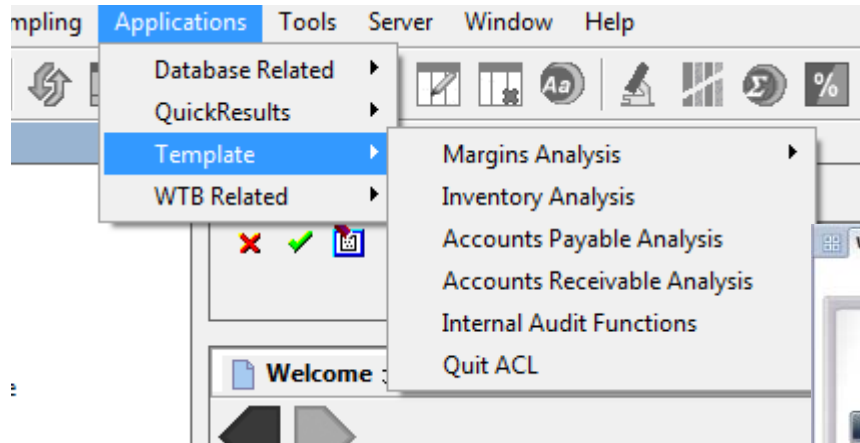 mpling Applications Tools Server Window Help
Database Related
QuickResults
Template
WTB Related
Aa Σ %
Margins Analysis
Inventory Analysis
Accounts Payable Analysis
Accounts Receivable Analysis
Internal Audit Functions
Quit ACL
Welcome
e